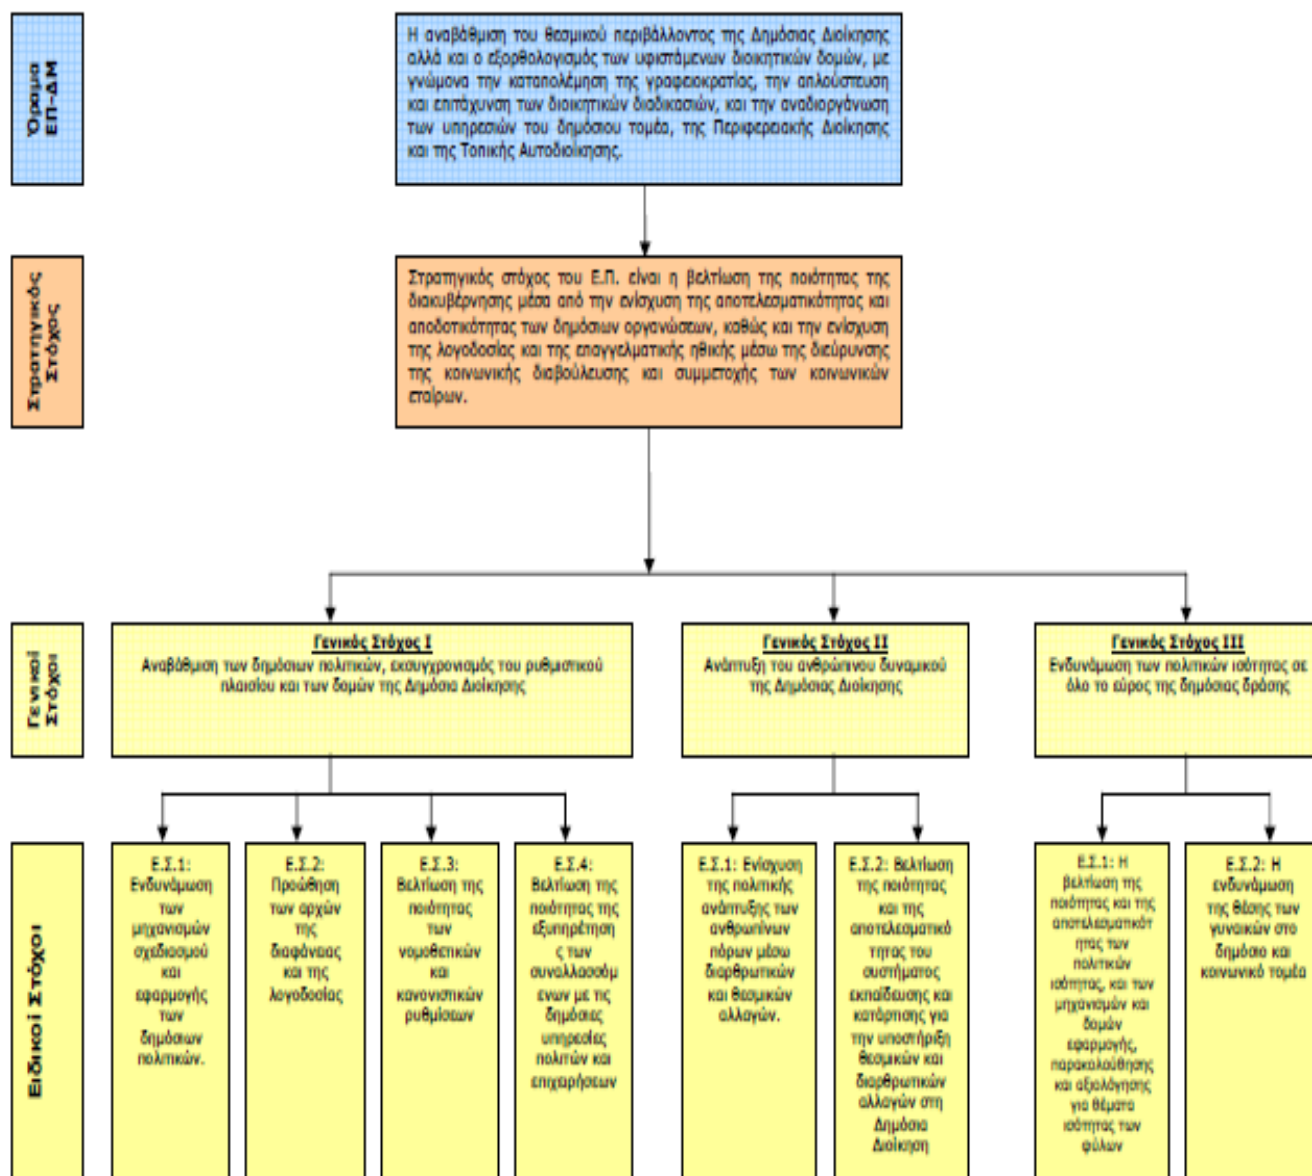 Όραμα
ΕΠ-ΔΜ
Η αναβάθμιση του θεσμικού περιβάλλοντος της Δημόσιας Διοίκησης
αλλά και ο εξορθολογισμός των υφιστάμενων διοικητικών δομών, με
γνώμονα την καταπολέμηση της γραφειοκρατίας, την απλούστευση
και επιτάχυνση των διοικητικών διαδικασιών, και την αναδιοργάνωση
των υπηρεσιών του δημόσιου τομέα, της Περιφερειακής Διοίκησης
και της Τοπικής Αυτοδιοίκησης.
Στρατηγικός
Στόχος
Στρατηγικός στόχος του Ε.Π. είναι η βελτίωση της ποιότητας της
διακυβέρνησης μέσα από την ενίσχυση της αποτελεσματικότητας και
αποδοτικότητας των δημόσιων οργανώσεων, καθώς και την ενίσχυση
της λογοδοσίας και της επαγγελματικής ηθικής μέσω της διεύρυνσης
της κοινωνικής διαβούλευσης και συμμετοχής των κοινωνικών
εταίρων.
Γενικοί
Στόχοι
Γενικός Στόχος Ι
Αναβάθμιση των δημόσιων πολιτικών, εκσυγχρονισμός του ρυθμιστικού
πλαισίου και των δομών της Δημόσια Διοίκησης
Γενικός Στόχος ΙΙ
Ανάπτυξη του ανθρώπινου δυναμικού
της Δημόσιας Διοίκησης
Γενικός Στόχος ΙΙΙ
Ενδυνάμωση των πολιτικών ισότητας σε
όλο το εύρος της δημόσιας δράσης
Ειδικοί Στόχοι
Ε.Σ.1:
Ενδυνάμωση
των
μηχανισμών
σχεδιασμού
και
εφαρμογής
των
δημόσιων
πολιτικών.
Ε.Σ.2:
Προώθηση
των αρχών
της
διαφάνειας
και της
λογοδοσίας
Ε.Σ.3:
Βελτίωση της
ποιότητας
των
νομοθετικών
και
κανονιστικών
ρυθμίσεων
Ε.Σ.4:
Βελτίωση της
ποιότητας της
εξυπηρέτηση
ς των
συναλλασσόμ
ενων με τις
δημόσιες
υπηρεσίες
πολιτών και
επιχειρήσεων
Ε.Σ.1: Ενίσχυση
της πολιτικής
ανάπτυξης των
ανθρωπίνων
πόρων μέσω
διαρθρωτικών
και θεσμικών
αλλαγών.
Ε.Σ.2: Βελτίωση
της ποιότητας
και της
αποτελεσματικό
τητας του
συστήματος
εκπαίδευσης και
κατάρτισης για
την υποστήριξη
θεσμικών και
διαρθρωτικών
αλλαγών στη
Δημόσια
Διοίκηση
Ε.Σ.1: Η
βελτίωση της
ποιότητας και της
αποτελεσματικότ
ητας των
πολιτικών
ισότητας, και των
μηχανισμών και
δομών
εφαρμογής,
παρακολούθησης
και αξιολόγησης
για θέματα
ισότητας των
φύλων
Ε.Σ.2: Η
ενδυνάμωση
της θέσης των
γυναικών στο
δημόσιο και
κοινωνικό τομέα